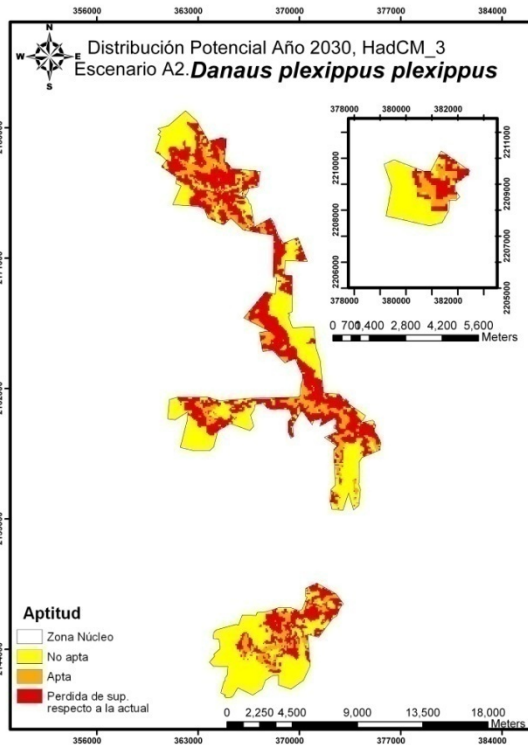 356000 363000 370000 377000 384000
N
W E
S
Distribución Potencial Año 2030, HadCM_3
Escenario A2. Danaus plexippus plexippus
378000 380000 382000
2211000
2210000
2209000
2208000
2207000
2206000
2205000
378000 380000 382000
0 700 1,400 2,800 4,200 5,600
Meters
Aptitud
Zona Núcleo
No apta
Apta
Perdida de sup.
respecto a la actual
0 2,250 4,500 9,000 13,500 18,000
Meters
356000 363000 370000 377000 384000